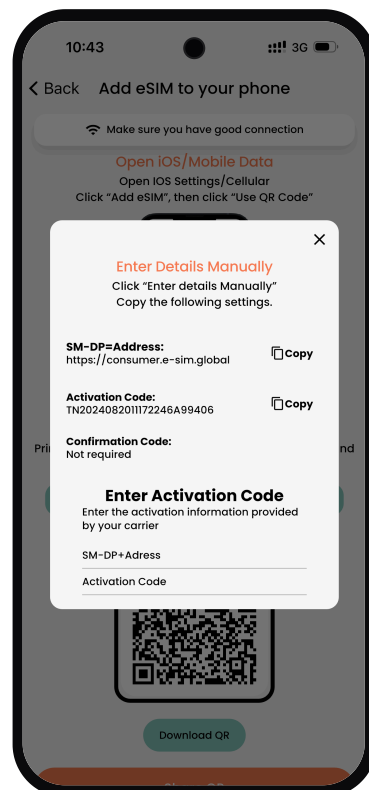 10:43
3G
Back
Add eSIM to your phone
Make sure you have good connection
Open iOS/Mobile Data
Open IOS Settings/Cellular
Click “Add eSIM”, then click “Use QR Code”
Enter Details Manually
Click “Enter details Manually”
Copy the following settings.
SM-DP=Address:
https://consumer.e-sim.global
Copy
Activation Code:
TN2024082011172246A99406
Copy
Confirmation Code:
Not required
Enter Activation Code
Enter the activation information provided
by your carrier
SM-DP+Adress
Activation Code
Download QR